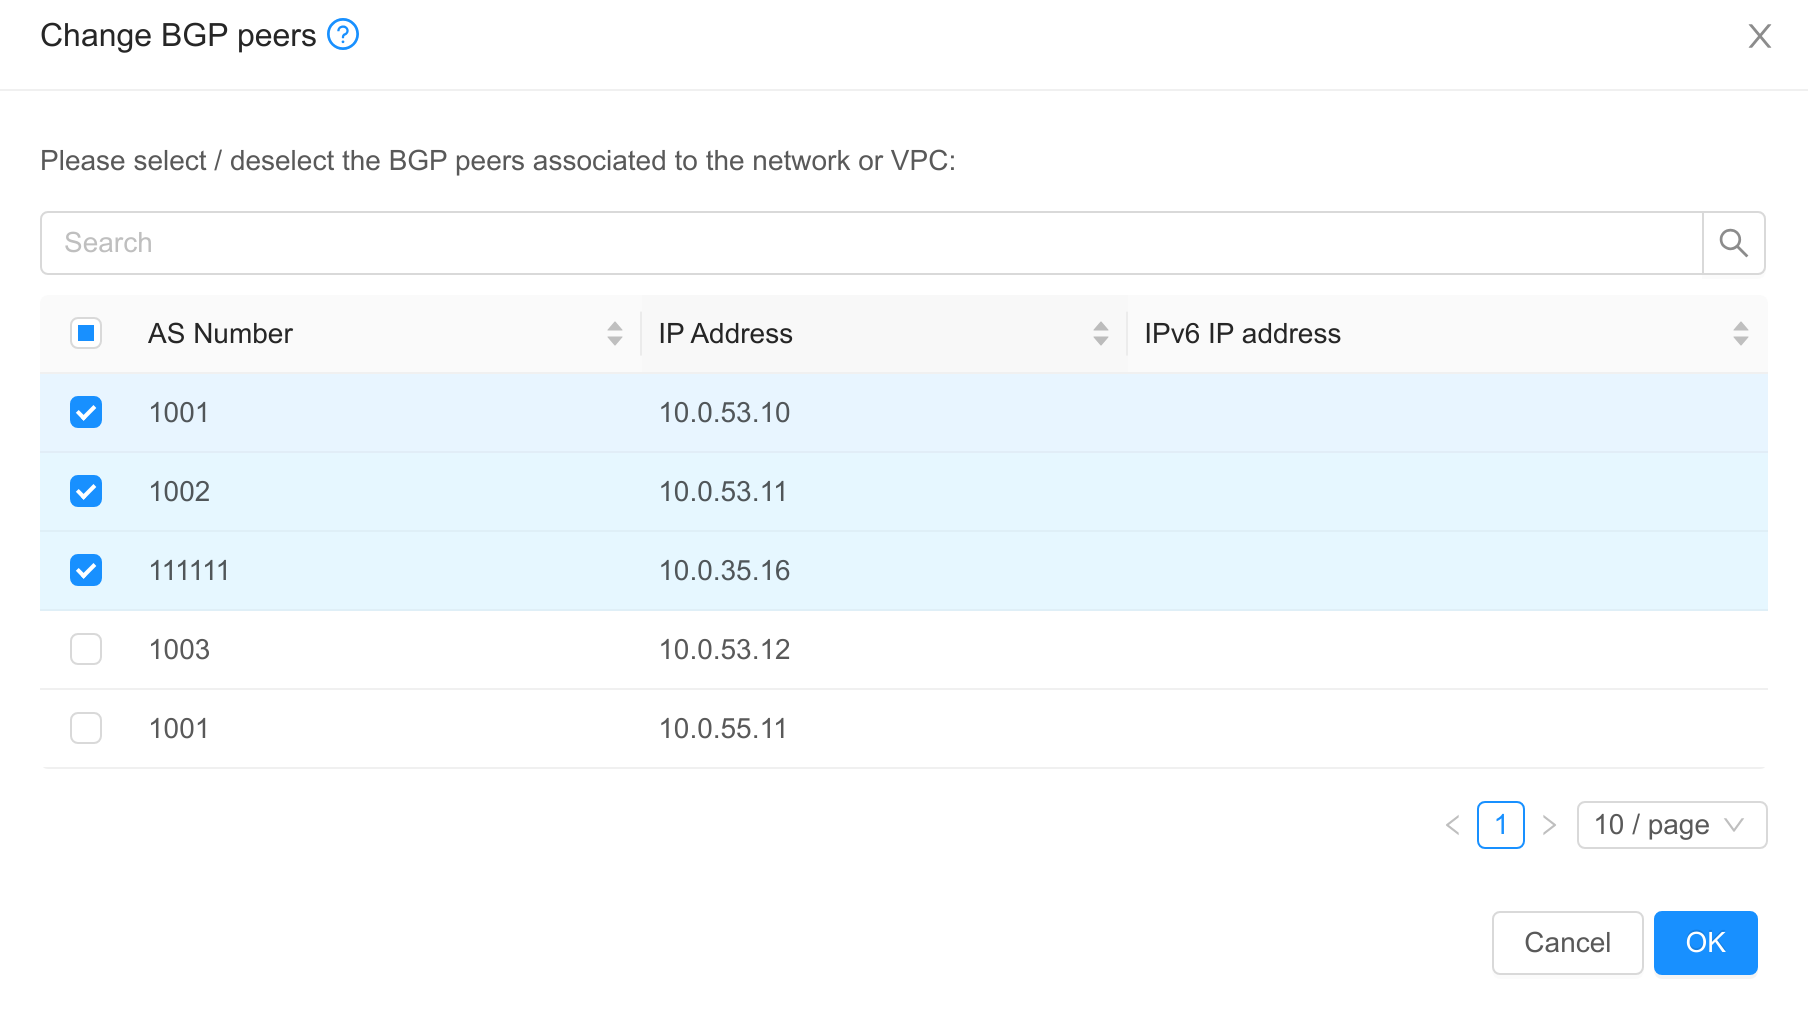 Change BGP peers ?
Please select / deselect the BGP peers associated to the network or VPC:
Search
AS Number IP Address IPv6 IP address
1001 10.0.53.10
1002 10.0.53.11
111111 10.0.35.16
1003 10.0.53.12
1001 10.0.55.11
1 10 / page
Cancel OK